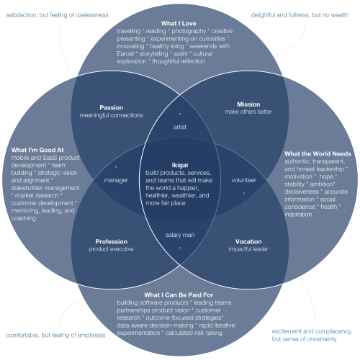 satisfaction, but feeling of uselessness
delightful and fullness, but no wealth
What I Love
traveling * reading * photography * creative
presenting * experimenting on curiosities *
innovating * healthy living * weekends with
Earoel * storytelling * sushi * cultural
exploration * thoughtful reflection
Passion
meaningful connections
Mission
make others better
artist
What I'm Good At
mobile and SaaS product
development * team
building * strategic vision
and alignment *
stakeholder management
* market research *
customer development *
mentoring, leading, and
coaching
manager
Ikigai
build products, services,
and teams that will make
the world a happier,
healthier, wealthier, and
more fair place
volunteer
What the World Needs
authentic, transparent,
and honest leadership *
motivation * hope *
stability * ambition*
decisiveness * accurate
information * social
conscience * health *
inspiration
salary man
Profession
product executive
Vocation
impactful leader
What I Can Be Paid For
building software products * leading teams
partnerships product vision * customer
research * outcome-focused strategies*
data-aware decision-making * rapid iterative
experimentation * calculated risk-taking
comfortable, but feeling of emptiness
excitement and complacency,
but sense of uncertainty